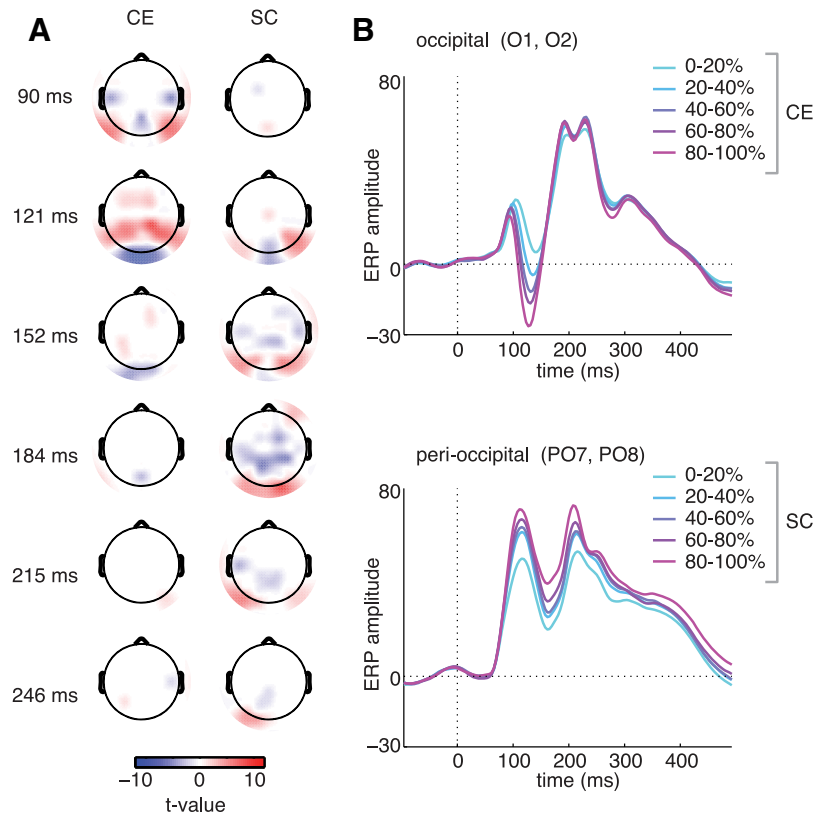 A
CE
SC
90 ms
121 ms
152 ms
184 ms
215 ms
246 ms
−10
0
10
t-value
B
occipital (O1, O2)
80
0
−30
ERP amplitude
0
100
200
300
400
time (ms)
0-20%
20-40%
40-60%
60-80%
80-100%
CE
peri-occipital (PO7, PO8)
80
0
−30
ERP amplitude
0
100
200
300
400
time (ms)
0-20%
20-40%
40-60%
60-80%
80-100%
SC